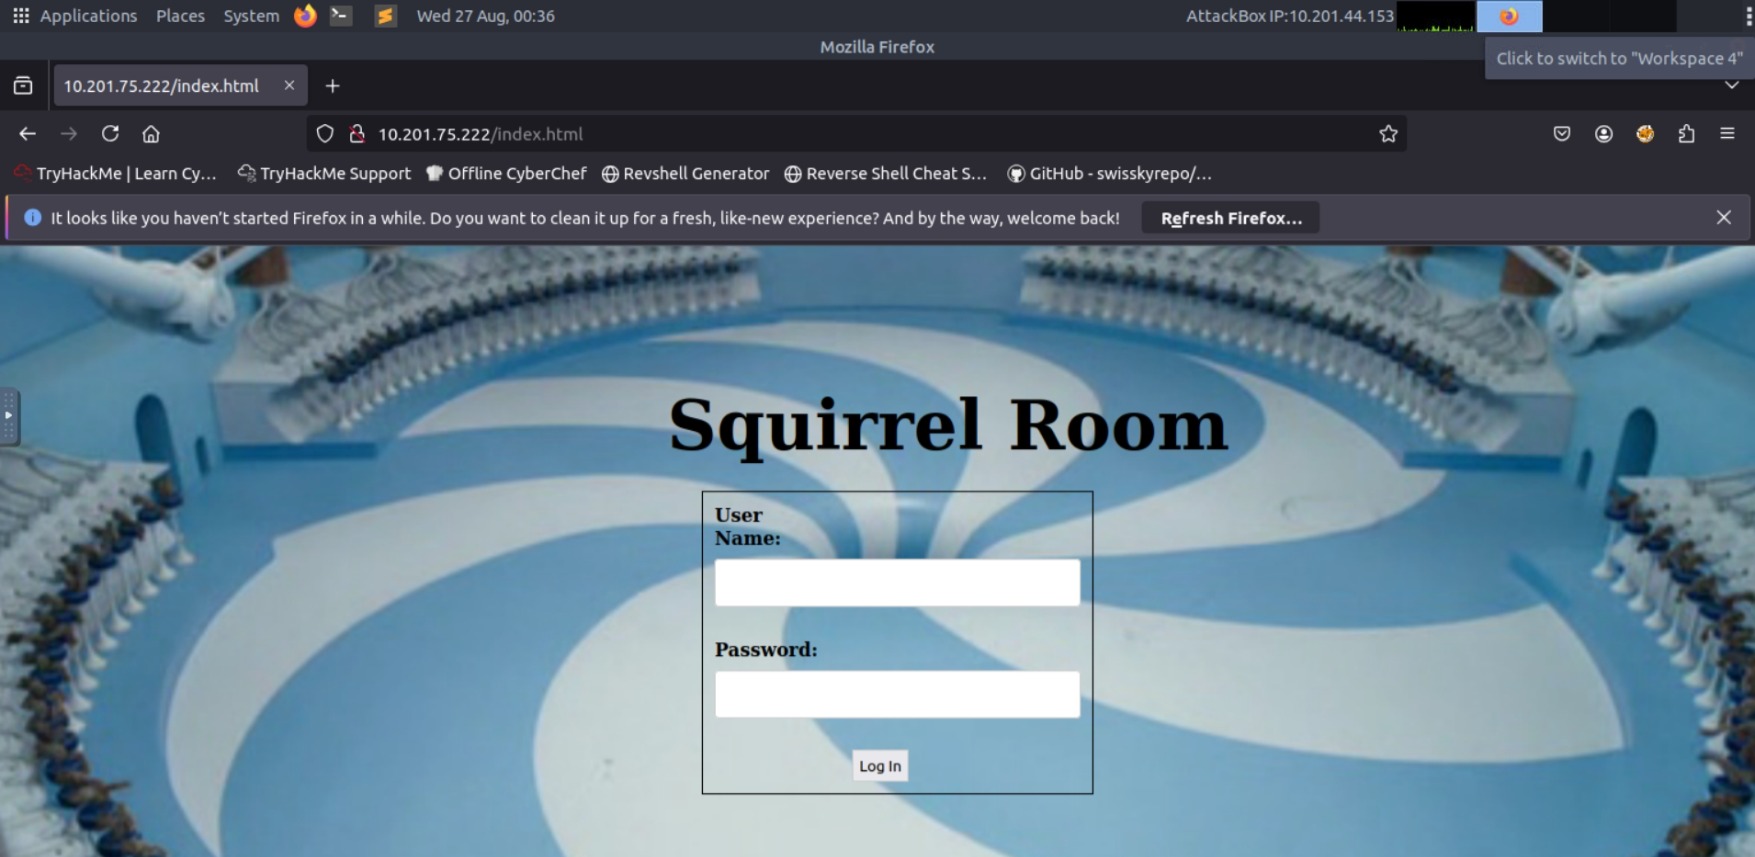 Applications Places System Wed 27 Aug, 00:36 AttackBox IP:10.201.44.153
Mozilla Firefox
Click to switch to "Workspace 4"
10.201.75.222/index.html
10.201.75.222/index.html
TryHackMe | Learn Cy... TryHackMe Support Offline CyberChef Revshell Generator Reverse Shell Cheat S... GitHub - swisskyrepo/...
It looks like you haven't started Firefox in a while. Do you want to clean it up for a fresh, like-new experience? And by the way, welcome back! Refresh Firefox...
Squirrel Room
User
Name:
Password:
Log In